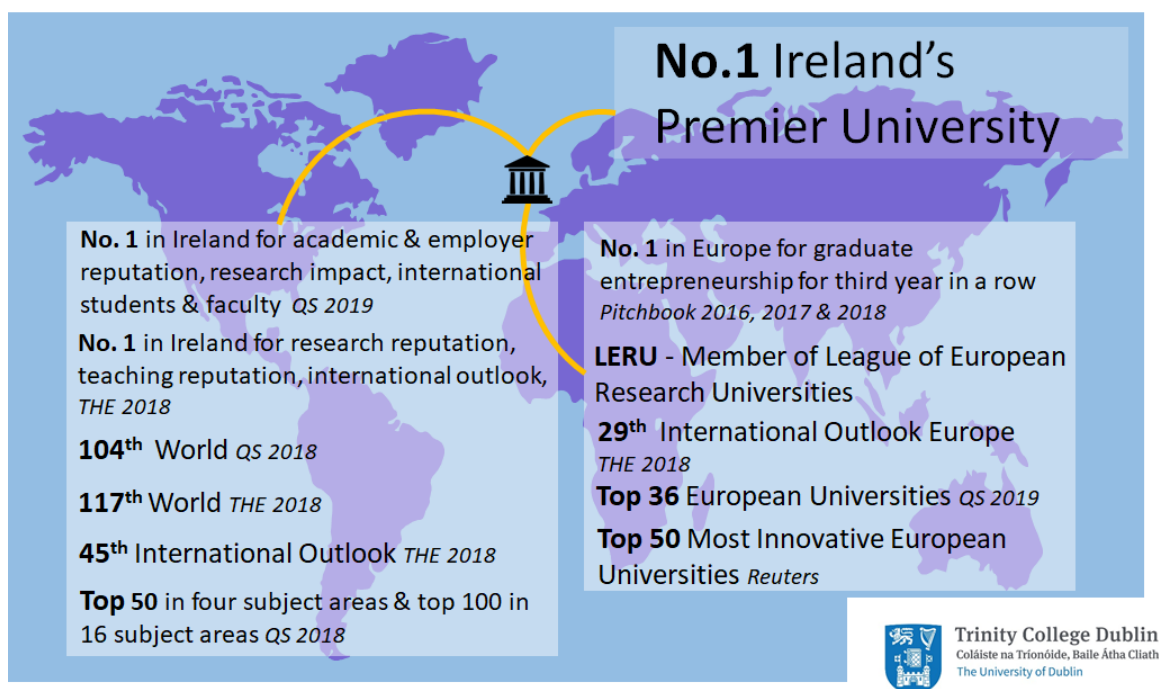 No.1 Ireland's
Premier University
No. 1 in Ireland for academic & employer
reputation, research impact, international
students & faculty QS 2019
No. 1 in Ireland for research reputation,
teaching reputation, international outlook,
THE 2018
104th World QS 2018
117th World THE 2018
45th International Outlook THE 2018
Top 50 in four subject areas & top 100 in
16 subject areas QS 2018
No. 1 in Europe for graduate
entrepreneurship for third year in a row
Pitchbook 2016, 2017 & 2018
LERU - Member of League of European
Research Universities
29th International Outlook Europe
THE 2018
Top 36 European Universities QS 2019
Top 50 Most Innovative European
Universities Reuters
Trinity College Dublin
Coláiste na Tríonóide, Baile Átha Cliath
The University of Dublin